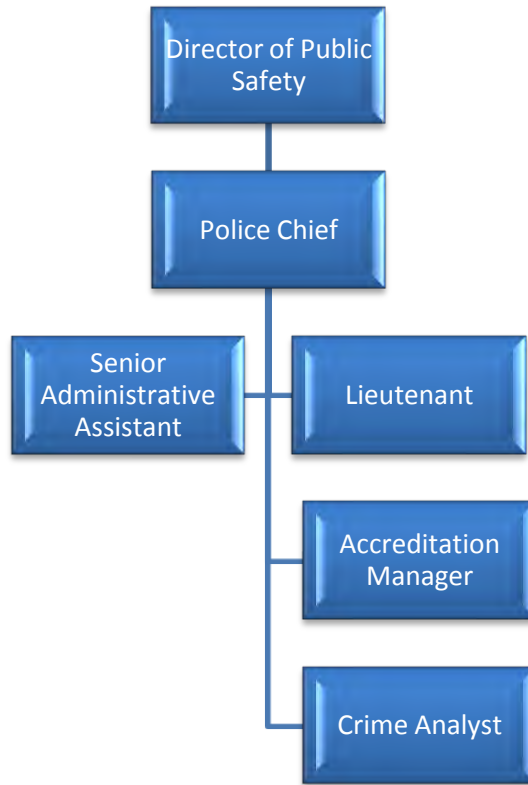 Director of Public
Safety
Police Chief
Senior
Administrative
Assistant
Lieutenant
Accreditation
Manager
Crime Analyst